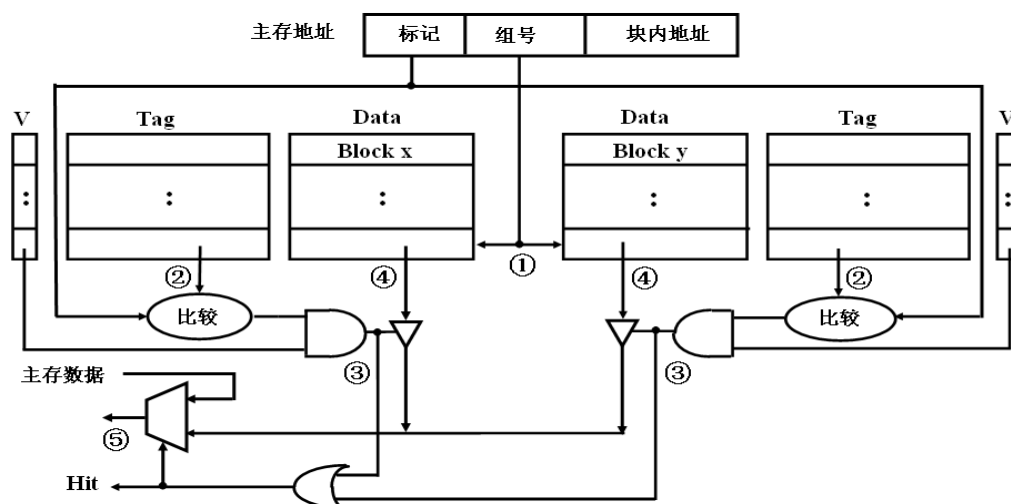 主存地址 标记 组号 块内地址
V Tag Data Data Tag V
Block x Block y
: : : : : :
① 
② ④ ④ ②
比较 比较
③ ③
主存数据
⑤
Hit